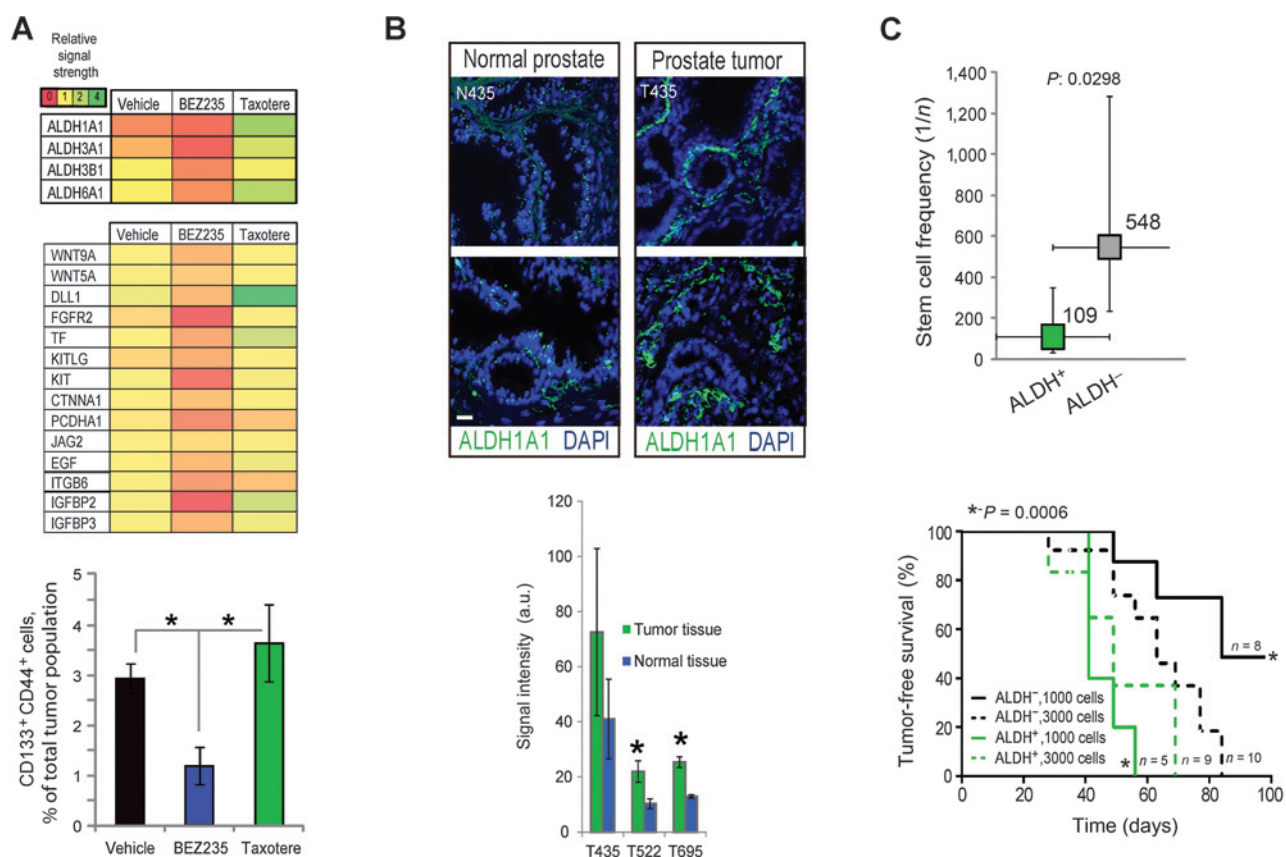 A
Relative
signal
strength
0 1 2 4
Vehicle BEZ235 Taxotere
ALDH1A1
ALDH3A1
ALDH3B1
ALDH6A1
Vehicle BEZ235 Taxotere
WNT9A
WNT5A
DLL1
FGFR2
TF
KITLG
KIT
CTNNA1
PCDHA1
JAG2
EGF
ITGB6
IGFBP2
IGFBP3
CD133+ CD44+ cells,
% of total tumor population
5
4
3
2
1
0
* *
Vehicle BEZ235 Taxotere
B
Normal prostate Prostate tumor
N435 T435
ALDH1A1 DAPI ALDH1A1 DAPI
Signal intensity (a.u.)
120
100
80
60
40
20
0
Tumor tissue
Normal tissue
* *
T435 T522 T695
C
Stem cell frequency (1/n)
1,400
1,200
1,000
800
600
400
200
0
P: 0.0298
548
109
ALDH+ ALDH−
Tumor-free survival (%)
*-P = 0.0006
100
80
60
40
20
0
ALDH−,1000 cells
ALDH−,3000 cells
ALDH+,1000 cells
ALDH+,3000 cells
n = 8
*
* n = 5 n = 9 n = 10
0 20 40 60 80 100
Time (days)